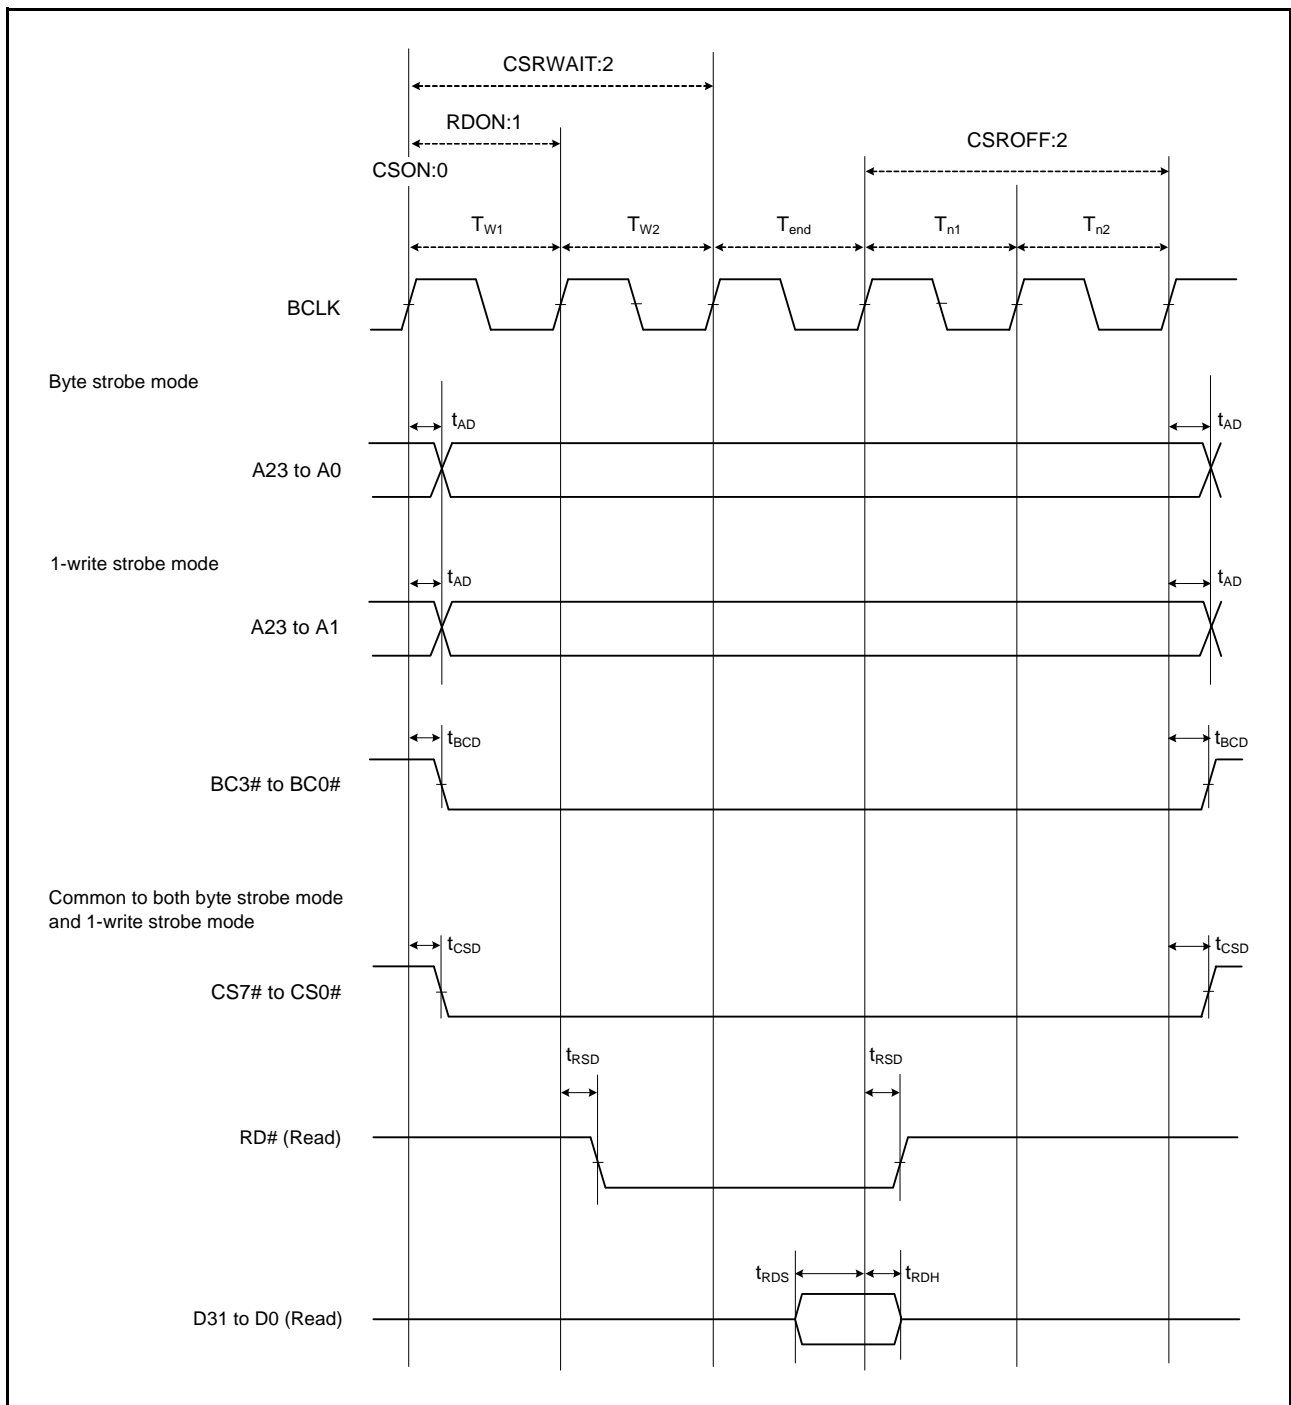 CSRWAIT:2
RDON:1
CSROFF:2
CSON:0
TW1
TW2
Tend
Tn1
Tn2
BCLK
Byte strobe mode
tAD
tAD
A23 to A0
1-write strobe mode
tAD
tAD
A23 to A1
tBCD
tBCD
BC3# to BC0#
Common to both byte strobe mode
and 1-write strobe mode
tCSD
tCSD
CS7# to CS0#
tRSD
tRSD
RD# (Read)
tRDS
tRDH
D31 to D0 (Read)